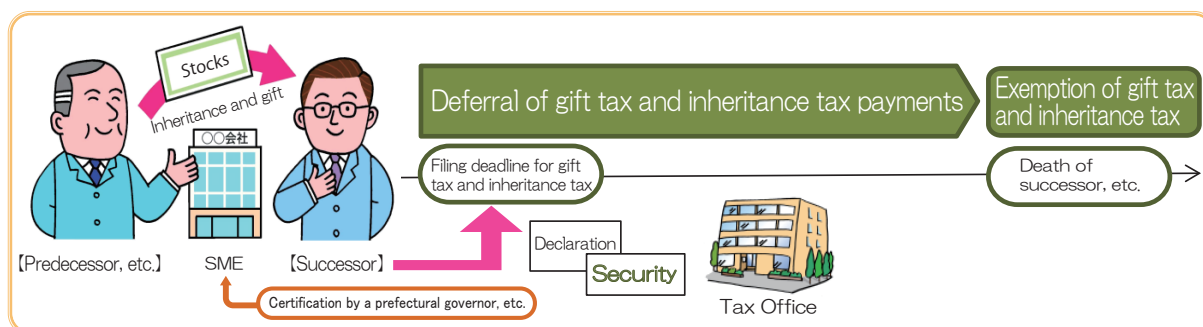 Stocks
Inheritance and gift
〇〇会社
【Predecessor, etc.】
SME
【Successor】
Certification by a prefectural governor, etc.
Deferral of gift tax and inheritance tax payments
Exemption of gift tax
and inheritance tax
Filing deadline for gift
tax and inheritance tax
Death of
successor, etc.
Declaration
Security
Tax Office